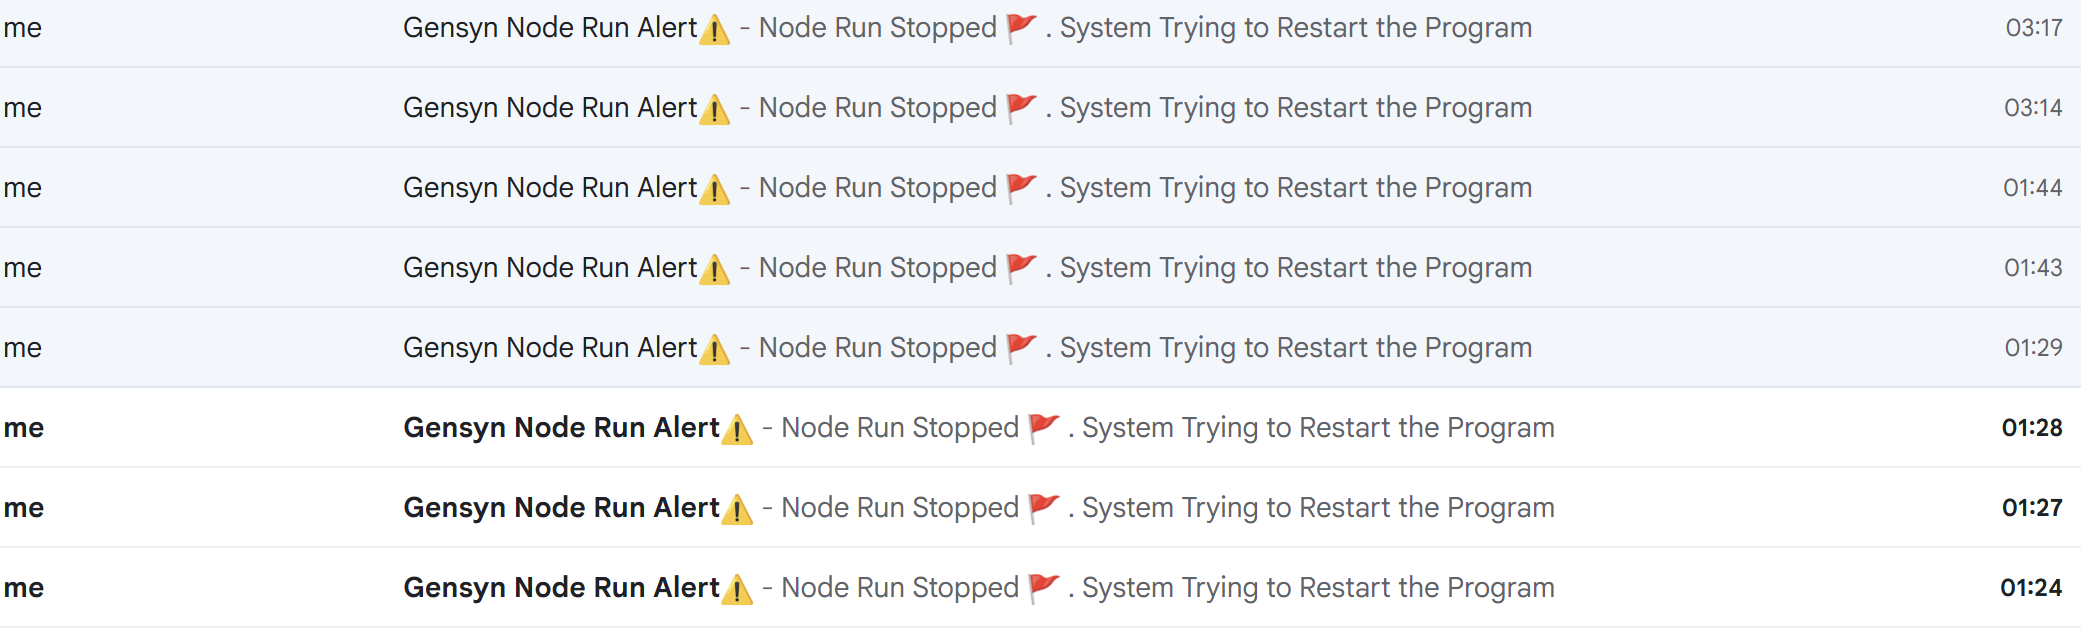 me Gensyn Node Run Alert⚠️ - Node Run Stopped 🚩 . System Trying to Restart the Program 03:17
me Gensyn Node Run Alert⚠️ - Node Run Stopped 🚩 . System Trying to Restart the Program 03:14
me Gensyn Node Run Alert⚠️ - Node Run Stopped 🚩 . System Trying to Restart the Program 01:44
me Gensyn Node Run Alert⚠️ - Node Run Stopped 🚩 . System Trying to Restart the Program 01:43
me Gensyn Node Run Alert⚠️ - Node Run Stopped 🚩 . System Trying to Restart the Program 01:29
me Gensyn Node Run Alert⚠️ - Node Run Stopped 🚩 . System Trying to Restart the Program 01:28
me Gensyn Node Run Alert⚠️ - Node Run Stopped 🚩 . System Trying to Restart the Program 01:27
me Gensyn Node Run Alert⚠️ - Node Run Stopped 🚩 . System Trying to Restart the Program 01:24